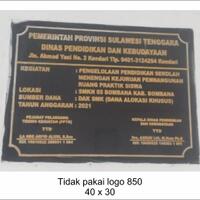 PEMERINTAH PROVINSI SULAWESI TENGGARA
DINAS PENDIDIKAN DAN KEBUDAYAAN
Jln. Ahmad Yani No. 2 Kendari Tlp. 0401-3124254 Kendari
KEGIATAN : PENGELOLAAN PENDIDIKAN SEKOLAH
MENENGAH KEJURUAN PEMBANGUNAN
RUANG PRAKTIK SISWA
LOKASI : SMKN 03 BOMBANA KAB. BOMBANA
SUMBER DANA : DAK SMK (DANA ALOKASI KHUSUS)
TAHUN ANGGARAN : 2021
TTD
TTD
Tidak pakai logo 850
40 x 30